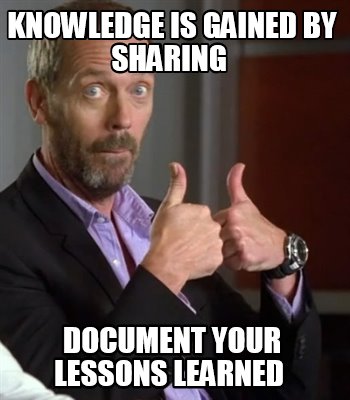 KNOWLEDGE IS GAINED BY
SHARING
DOCUMENT YOUR
LESSONS LEARNED